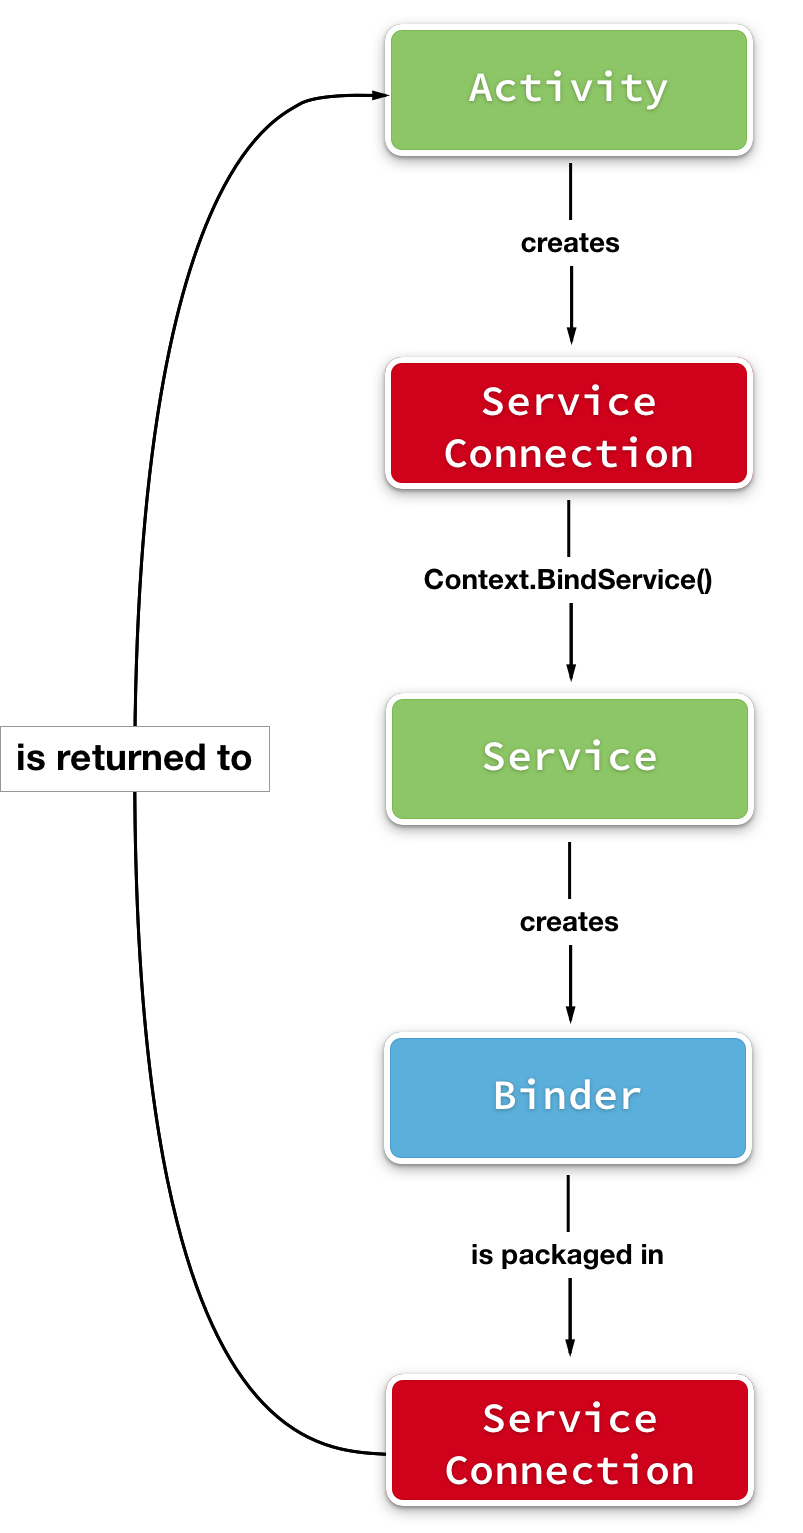 Activity
creates
Service
Connection
Context.BindService()
is returned to
Service
creates
Binder
is packaged in
Service
Connection